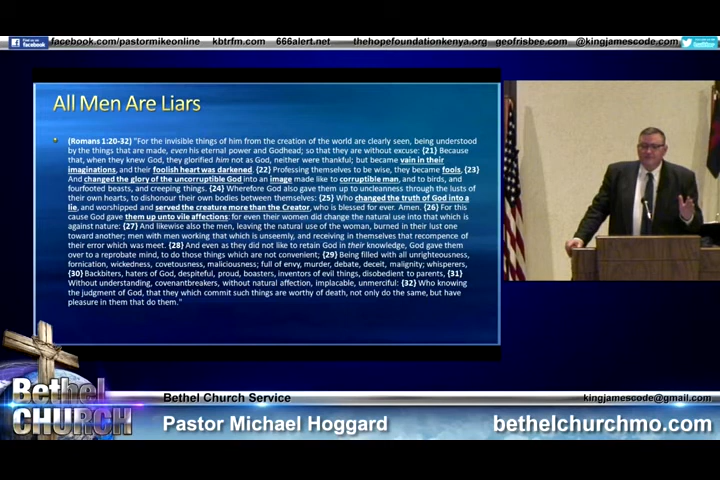 Find us on facebook facebook.com/pastormikeonline kbtrfm.com 666alert.net thehopefoundationkenya.org geofrisbee.com @kingjamescode.com twitter
All Men Are Liars
(Romans 1:20-32) "For the invisible things of him from the creation of the world are clearly seen, being understood
by the things that are made, even his eternal power and Godhead; so that they are without excuse: {21} Because
that, when they knew God, they glorified him not as God, neither were thankful; but became vain in their
imaginations, and their foolish heart was darkened. {22} Professing themselves to be wise, they became fools, {23}
And changed the glory of the uncorruptible God into an image made like to corruptible man, and to birds, and
fourfooted beasts, and creeping things. {24} Wherefore God also gave them up to uncleanness through the lusts of
their own hearts, to dishonour their own bodies between themselves: {25} Who changed the truth of God into a
lie, and worshipped and served the creature more than the Creator, who is blessed for ever. Amen. {26} For this
cause God gave them up unto vile affections: for even their women did change the natural use into that which is
against nature: {27} And likewise also the men, leaving the natural use of the woman, burned in their lust one
toward another; men with men working that which is unseemly, and receiving in themselves that recompence of
their error which was meet. {28} And even as they did not like to retain God in their knowledge, God gave them
over to a reprobate mind, to do those things which are not convenient; {29} Being filled with all unrighteousness,
fornication, wickedness, covetousness, maliciousness; full of envy, murder, debate, deceit, malignity; whisperers,
{30} Backbiters, haters of God, despiteful, proud, boasters, inventors of evil things, disobedient to parents, {31}
Without understanding, covenantbreakers, without natural affection, implacable, unmerciful: {32} Who knowing
the judgment of God, that they which commit such things are worthy of death, not only do the same, but have
pleasure in them that do them."
Bethel
CHURCH
Bethel Church Service kingjamescode@gmail.com
Pastor Michael Hoggard bethelchurchmo.com